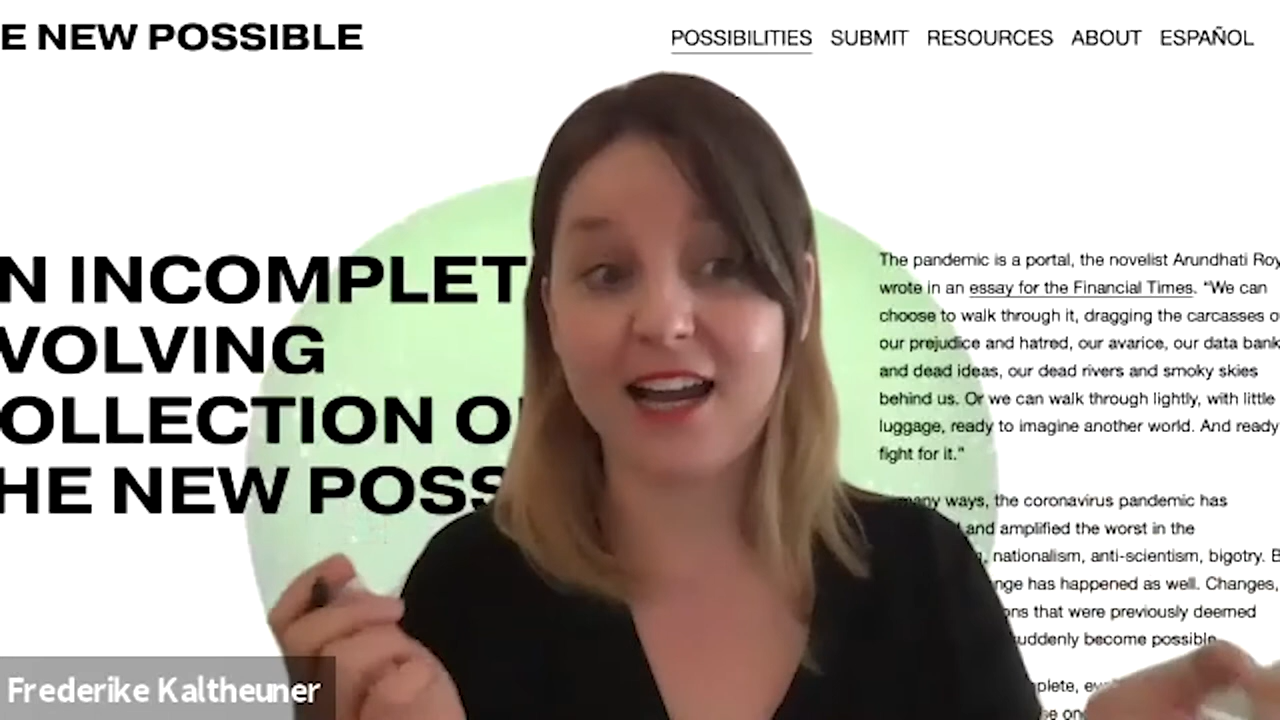 E NEW POSSIBLE
POSSIBILITIES SUBMIT RESOURCES ABOUT ESPAÑOL
N INCOMPLET
VOLVING
OLLECTION O
HE NEW POSS
The pandemic is a portal, the novelist Arundhati Roy
wrote in an essay for the Financial Times. “We can
choose to walk through it, dragging the carcasses o
our prejudice and hatred, our avarice, our data bank
and dead ideas, our dead rivers and smoky skies
behind us. Or we can walk through lightly, with little
luggage, ready to imagine another world. And ready
fight for it.”
many ways, the coronavirus pandemic has
and amplified the worst in the
nationalism, anti-scientism, bigotry. B
nge has happened as well. Changes,
ns that were previously deemed
suddenly become possible
plete, ev
e on
Frederike Kaltheuner